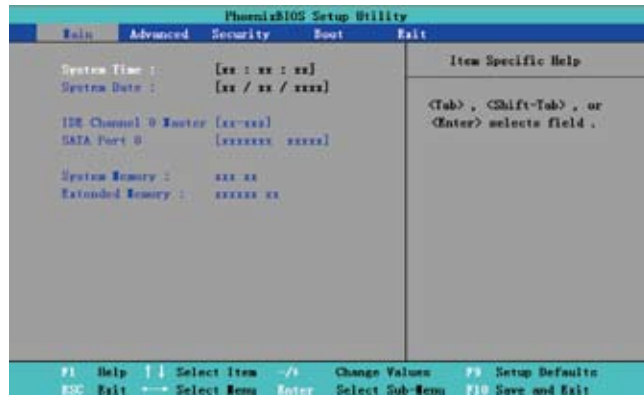 PhoenixBIOS Setup Utility
Main Advanced Security Boot Exit
System Time : [xx : xx : xx]
System Date : [xx / xx / xxxx]
IDE Channel 0 Master [xx-xxx]
SATA Port 0 [xxxxxxx xxxxx]
System Memory : xxx xx
Extended Memory : xxxxxx xx
Item Specific Help
<Tab> , <Shift-Tab> , or
<Enter> selects field .
F1 Help ↑↓ Select Item -/+ Change Values F9 Setup Defaults
ESC Exit ←→ Select Menu Enter Select Sub-Menu F10 Save and Exit